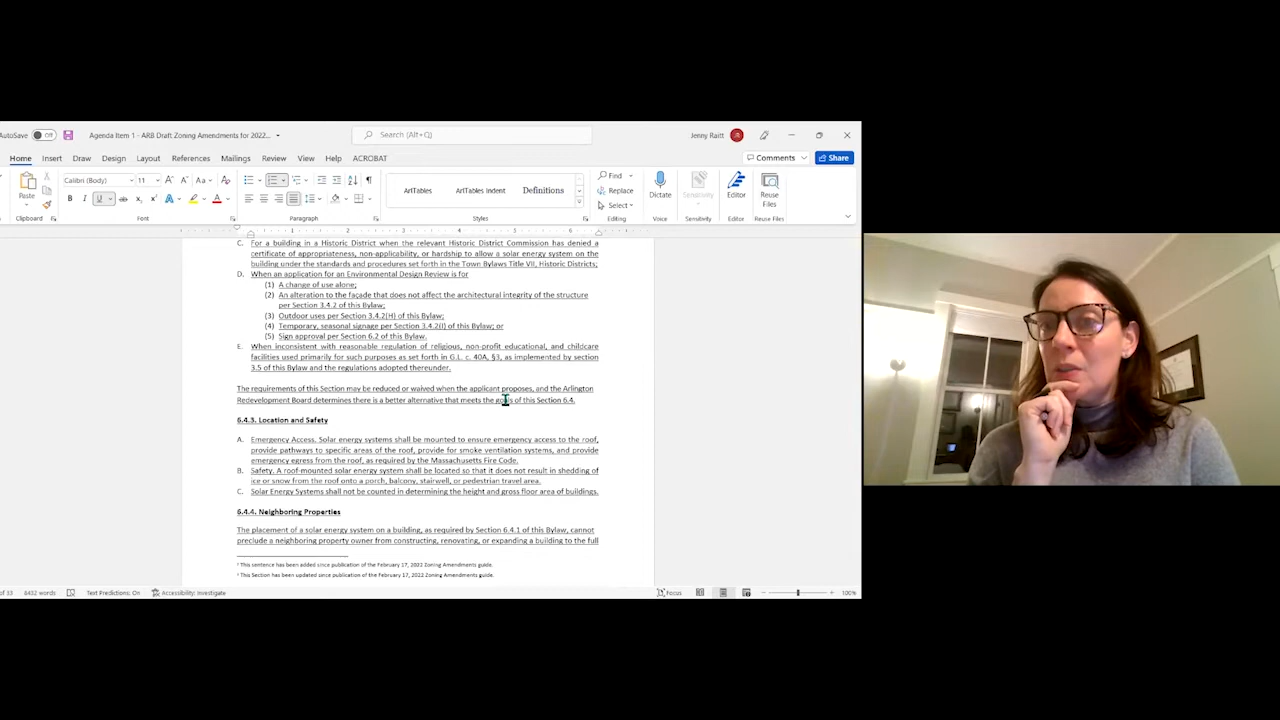 AutoSave Off Agenda Item 1 - ARB Draft Zoning Amendments for 2022... Search (Alt+Q) Jenny Raitt
Home Insert Draw Design Layout References Mailings Review View Help ACROBAT Comments Share
Calibri (Body) 11 ArtTables ArtTables Indent Definitions Find Replace Select
Paste Dictate Sensitivity Editor Reuse Files
Clipboard Font Paragraph Styles Editing Voice Sensitivity Editor Reuse Files
1 2 3 4 5 6
C. For a building in a Historic District when the relevant Historic District Commission has denied a
certificate of appropriateness, non-applicability, or hardship to allow a solar energy system on the
building under the standards and procedures set forth in the Town Bylaws Title VII, Historic Districts;
D. When an application for an Environmental Design Review is for
(1) A change of use alone;
(2) An alteration to the façade that does not affect the architectural integrity of the structure
per Section 3.4.2 of this Bylaw;
(3) Outdoor uses per Section 3.4.2(H) of this Bylaw;
(4) Temporary, seasonal signage per Section 3.4.2(I) of this Bylaw; or
(5) Sign approval per Section 6.2 of this Bylaw.
E. When inconsistent with reasonable regulation of religious, non-profit educational, and childcare
facilities used primarily for such purposes as set forth in G.L. c. 40A, §3, as implemented by section
3.5 of this Bylaw and the regulations adopted thereunder.
The requirements of this Section may be reduced or waived when the applicant proposes, and the Arlington
Redevelopment Board determines there is a better alternative that meets the goals of this Section 6.4.
6.4.3. Location and Safety
A. Emergency Access. Solar energy systems shall be mounted to ensure emergency access to the roof,
provide pathways to specific areas of the roof, provide for smoke ventilation systems, and provide
emergency egress from the roof, as required by the Massachusetts Fire Code.
B. Safety. A roof-mounted solar energy system shall be located so that it does not result in shedding of
ice or snow from the roof onto a porch, balcony, stairwell, or pedestrian travel area.
C. Solar Energy Systems shall not be counted in determining the height and gross floor area of buildings.
6.4.4. Neighboring Properties
The placement of a solar energy system on a building, as required by Section 6.4.1 of this Bylaw, cannot
preclude a neighboring property owner from constructing, renovating, or expanding a building to the full
This sentence has been added since publication of the February 17, 2022 Zoning Amendments guide.
This Section has been updated since publication of the February 17, 2022 Zoning Amendments guide.
of 33 8432 words Text Predictions: On Accessibility: Investigate Focus 100%